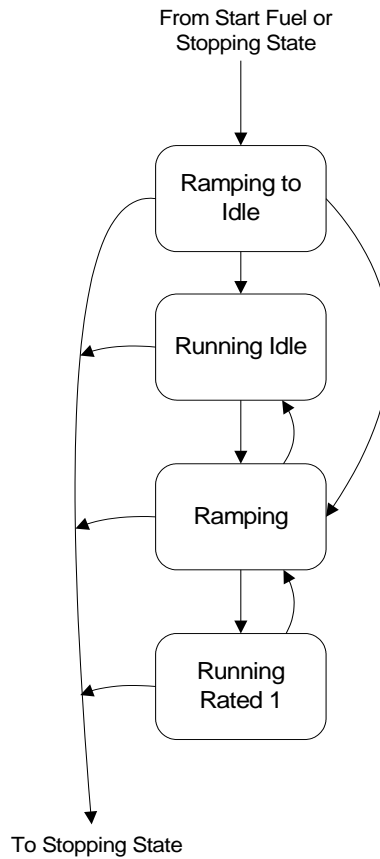 From Start Fuel or
Stopping State
Ramping to
Idle
Running Idle
Ramping
Running
Rated 1
To Stopping State